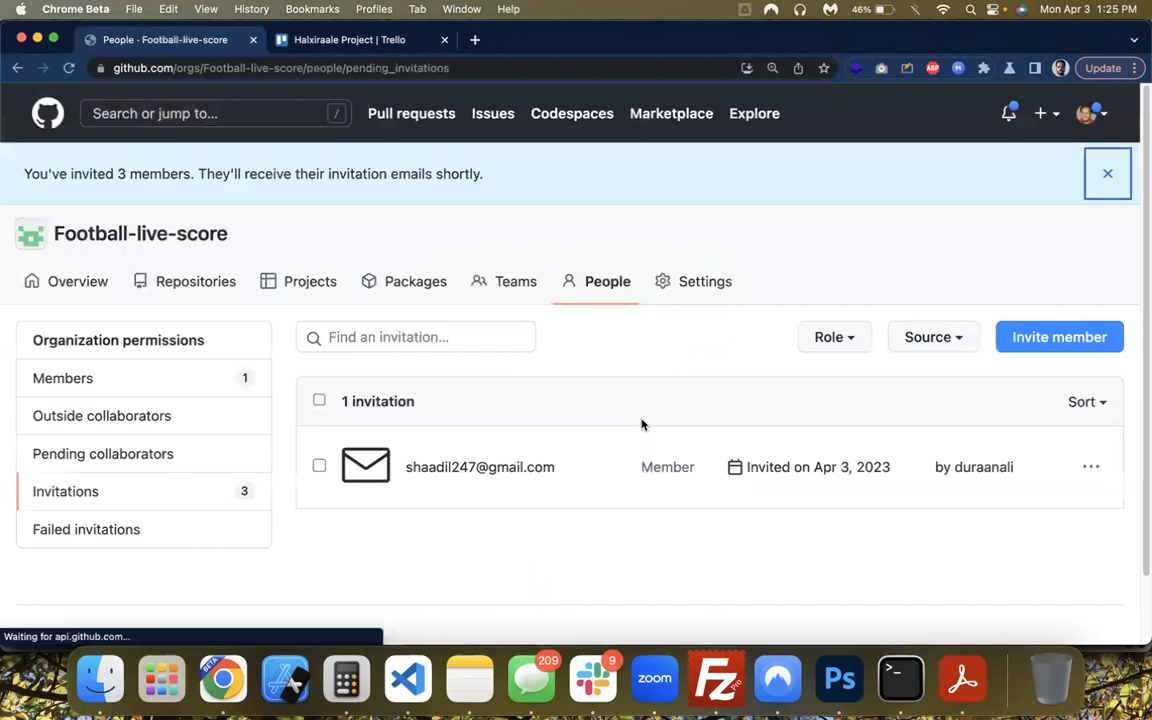 Chrome Beta File Edit View History Bookmarks Profiles Tab Window Help 46% Mon Apr 3 1:25 PM
People · Football-live-score Halxiraale Project | Trello
github.com/orgs/Football-live-score/people/pending_invitations ABP Update
Search or jump to... / Pull requests Issues Codespaces Marketplace Explore
You've invited 3 members. They'll receive their invitation emails shortly.
Football-live-score
Overview Repositories Projects Packages Teams People Settings
Organization permissions
Members 1
Outside collaborators
Pending collaborators
Invitations 3
Failed invitations
Find an invitation... Role Source Invite member
1 invitation Sort
shaadil247@gmail.com Member Invited on Apr 3, 2023 by duraanali
Waiting for api.github.com...
BETA 209 9 zoom Fz Pro Ps